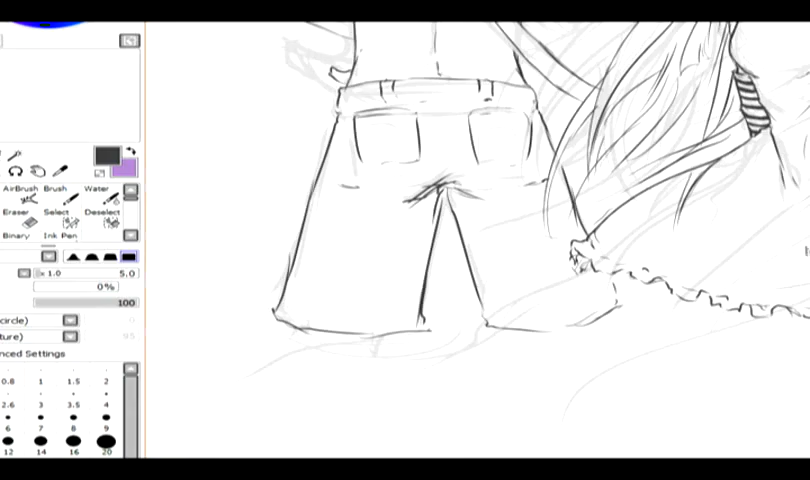 AirBrush Brush Water
Eraser Select Deselect
Binary Ink Pen
x 1.0 5.0
0%
100
circle)
ture) 95
nced Settings
0.8 1 1.5 2
2.6 3 3.5 4
6 7 8 9
12 14 16 20